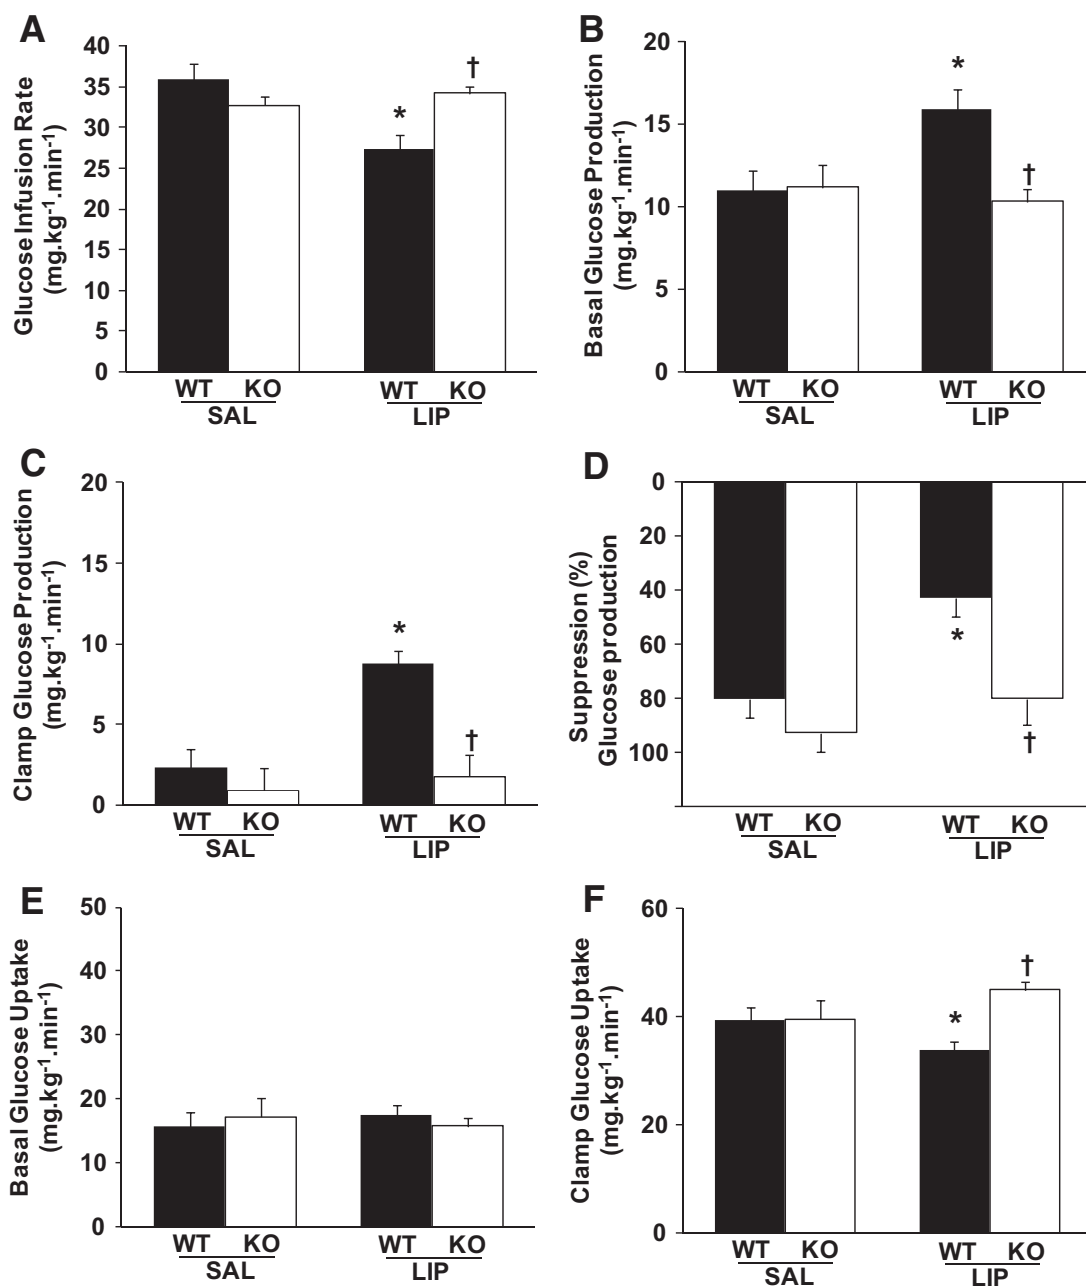 A
Glucose Infusion Rate
(mg.kg-1.min-1)
40
35
30
25
20
15
10
5
0
*
†
WT KO
SAL
WT KO
LIP
B
Basal Glucose Production
(mg.kg-1.min-1)
20
15
10
5
0
*
†
WT KO
SAL
WT KO
LIP
C
Clamp Glucose Production
(mg.kg-1.min-1)
20
15
10
5
0
*
†
WT KO
SAL
WT KO
LIP
D
Suppression (%)
Glucose production
0
20
40
60
80
100
*
†
WT KO
SAL
WT KO
LIP
E
Basal Glucose Uptake
(mg.kg-1.min-1)
50
40
30
20
10
0
WT KO
SAL
WT KO
LIP
F
Clamp Glucose Uptake
(mg.kg-1.min-1)
60
40
20
0
*
†
WT KO
SAL
WT KO
LIP